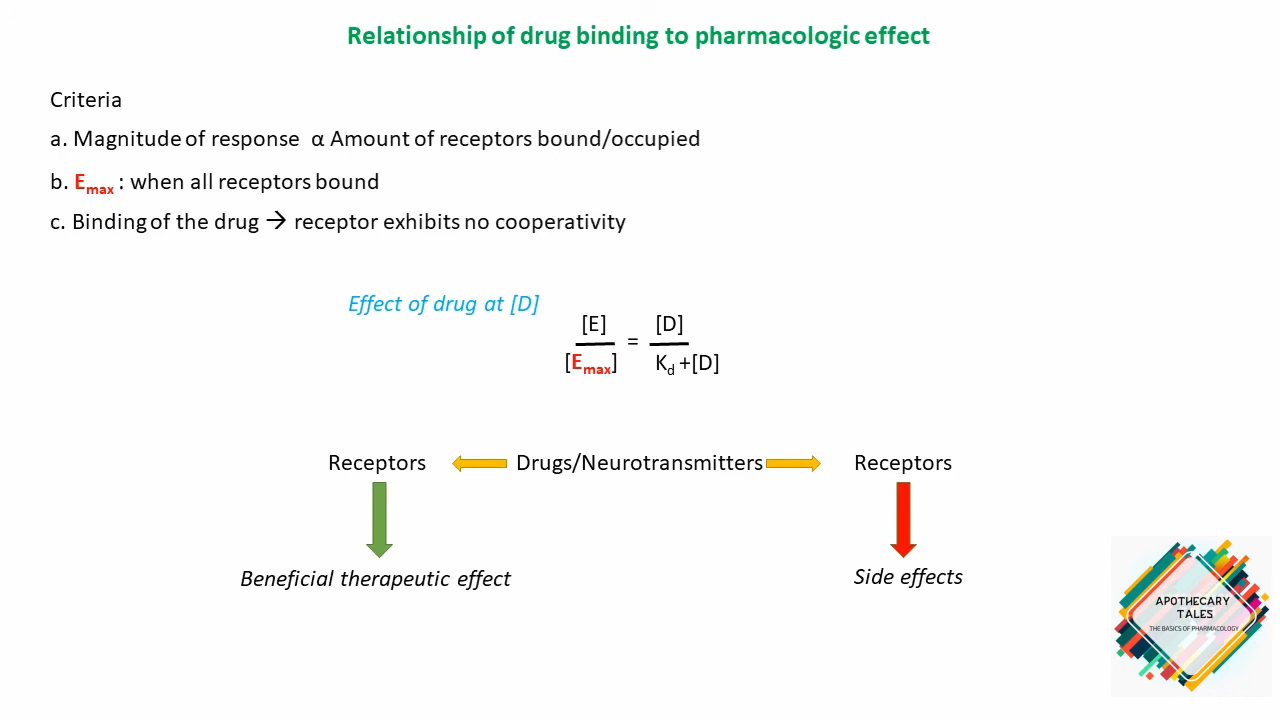 Relationship of drug binding to pharmacologic effect
Criteria
a. Magnitude of response α Amount of receptors bound/occupied
b. Emax : when all receptors bound
c. Binding of the drug → receptor exhibits no cooperativity
Effect of drug at [D]
[E] [D]
=
[Emax] Kd +[D]
Receptors Drugs/Neurotransmitters Receptors
Beneficial therapeutic effect Side effects
APOTHECARY
TALES
THE BASICS OF PHARMACOLOGY